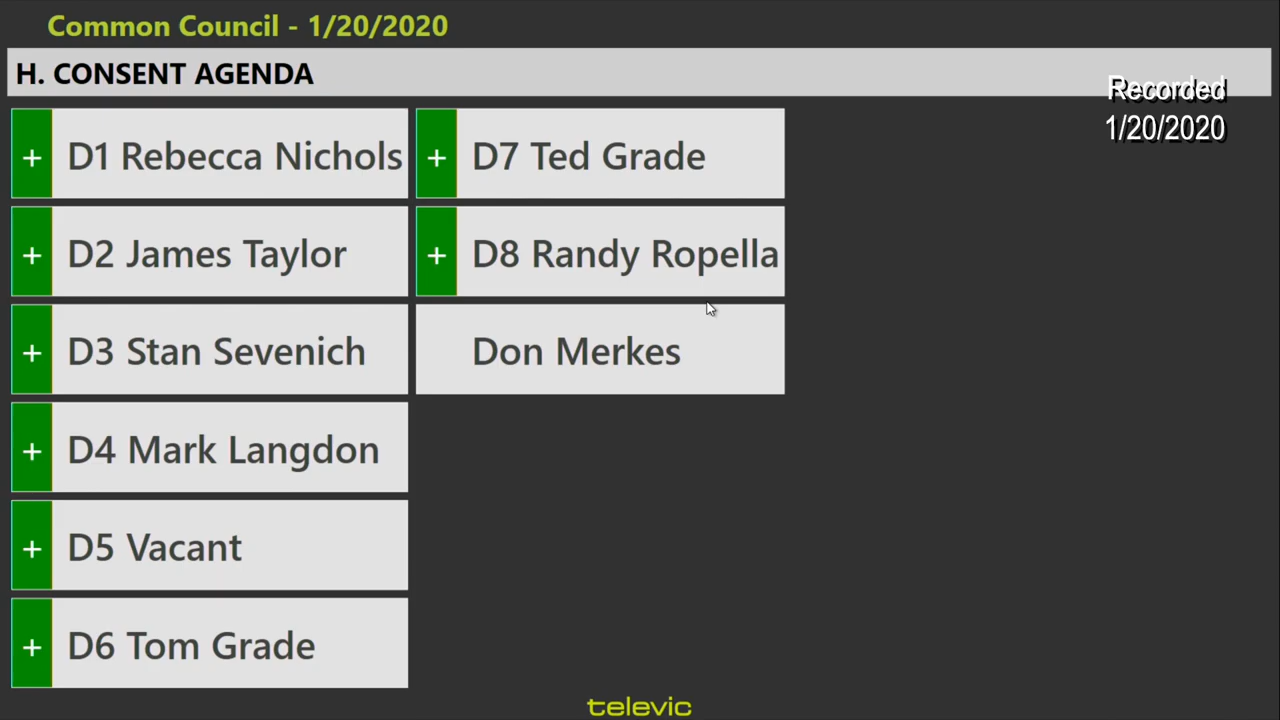 Common Council - 1/20/2020
H. CONSENT AGENDA
Recorded
1/20/2020
+ D1 Rebecca Nichols
+ D2 James Taylor
+ D3 Stan Sevenich
+ D4 Mark Langdon
+ D5 Vacant
+ D6 Tom Grade
+ D7 Ted Grade
+ D8 Randy Ropella
Don Merkes
televic